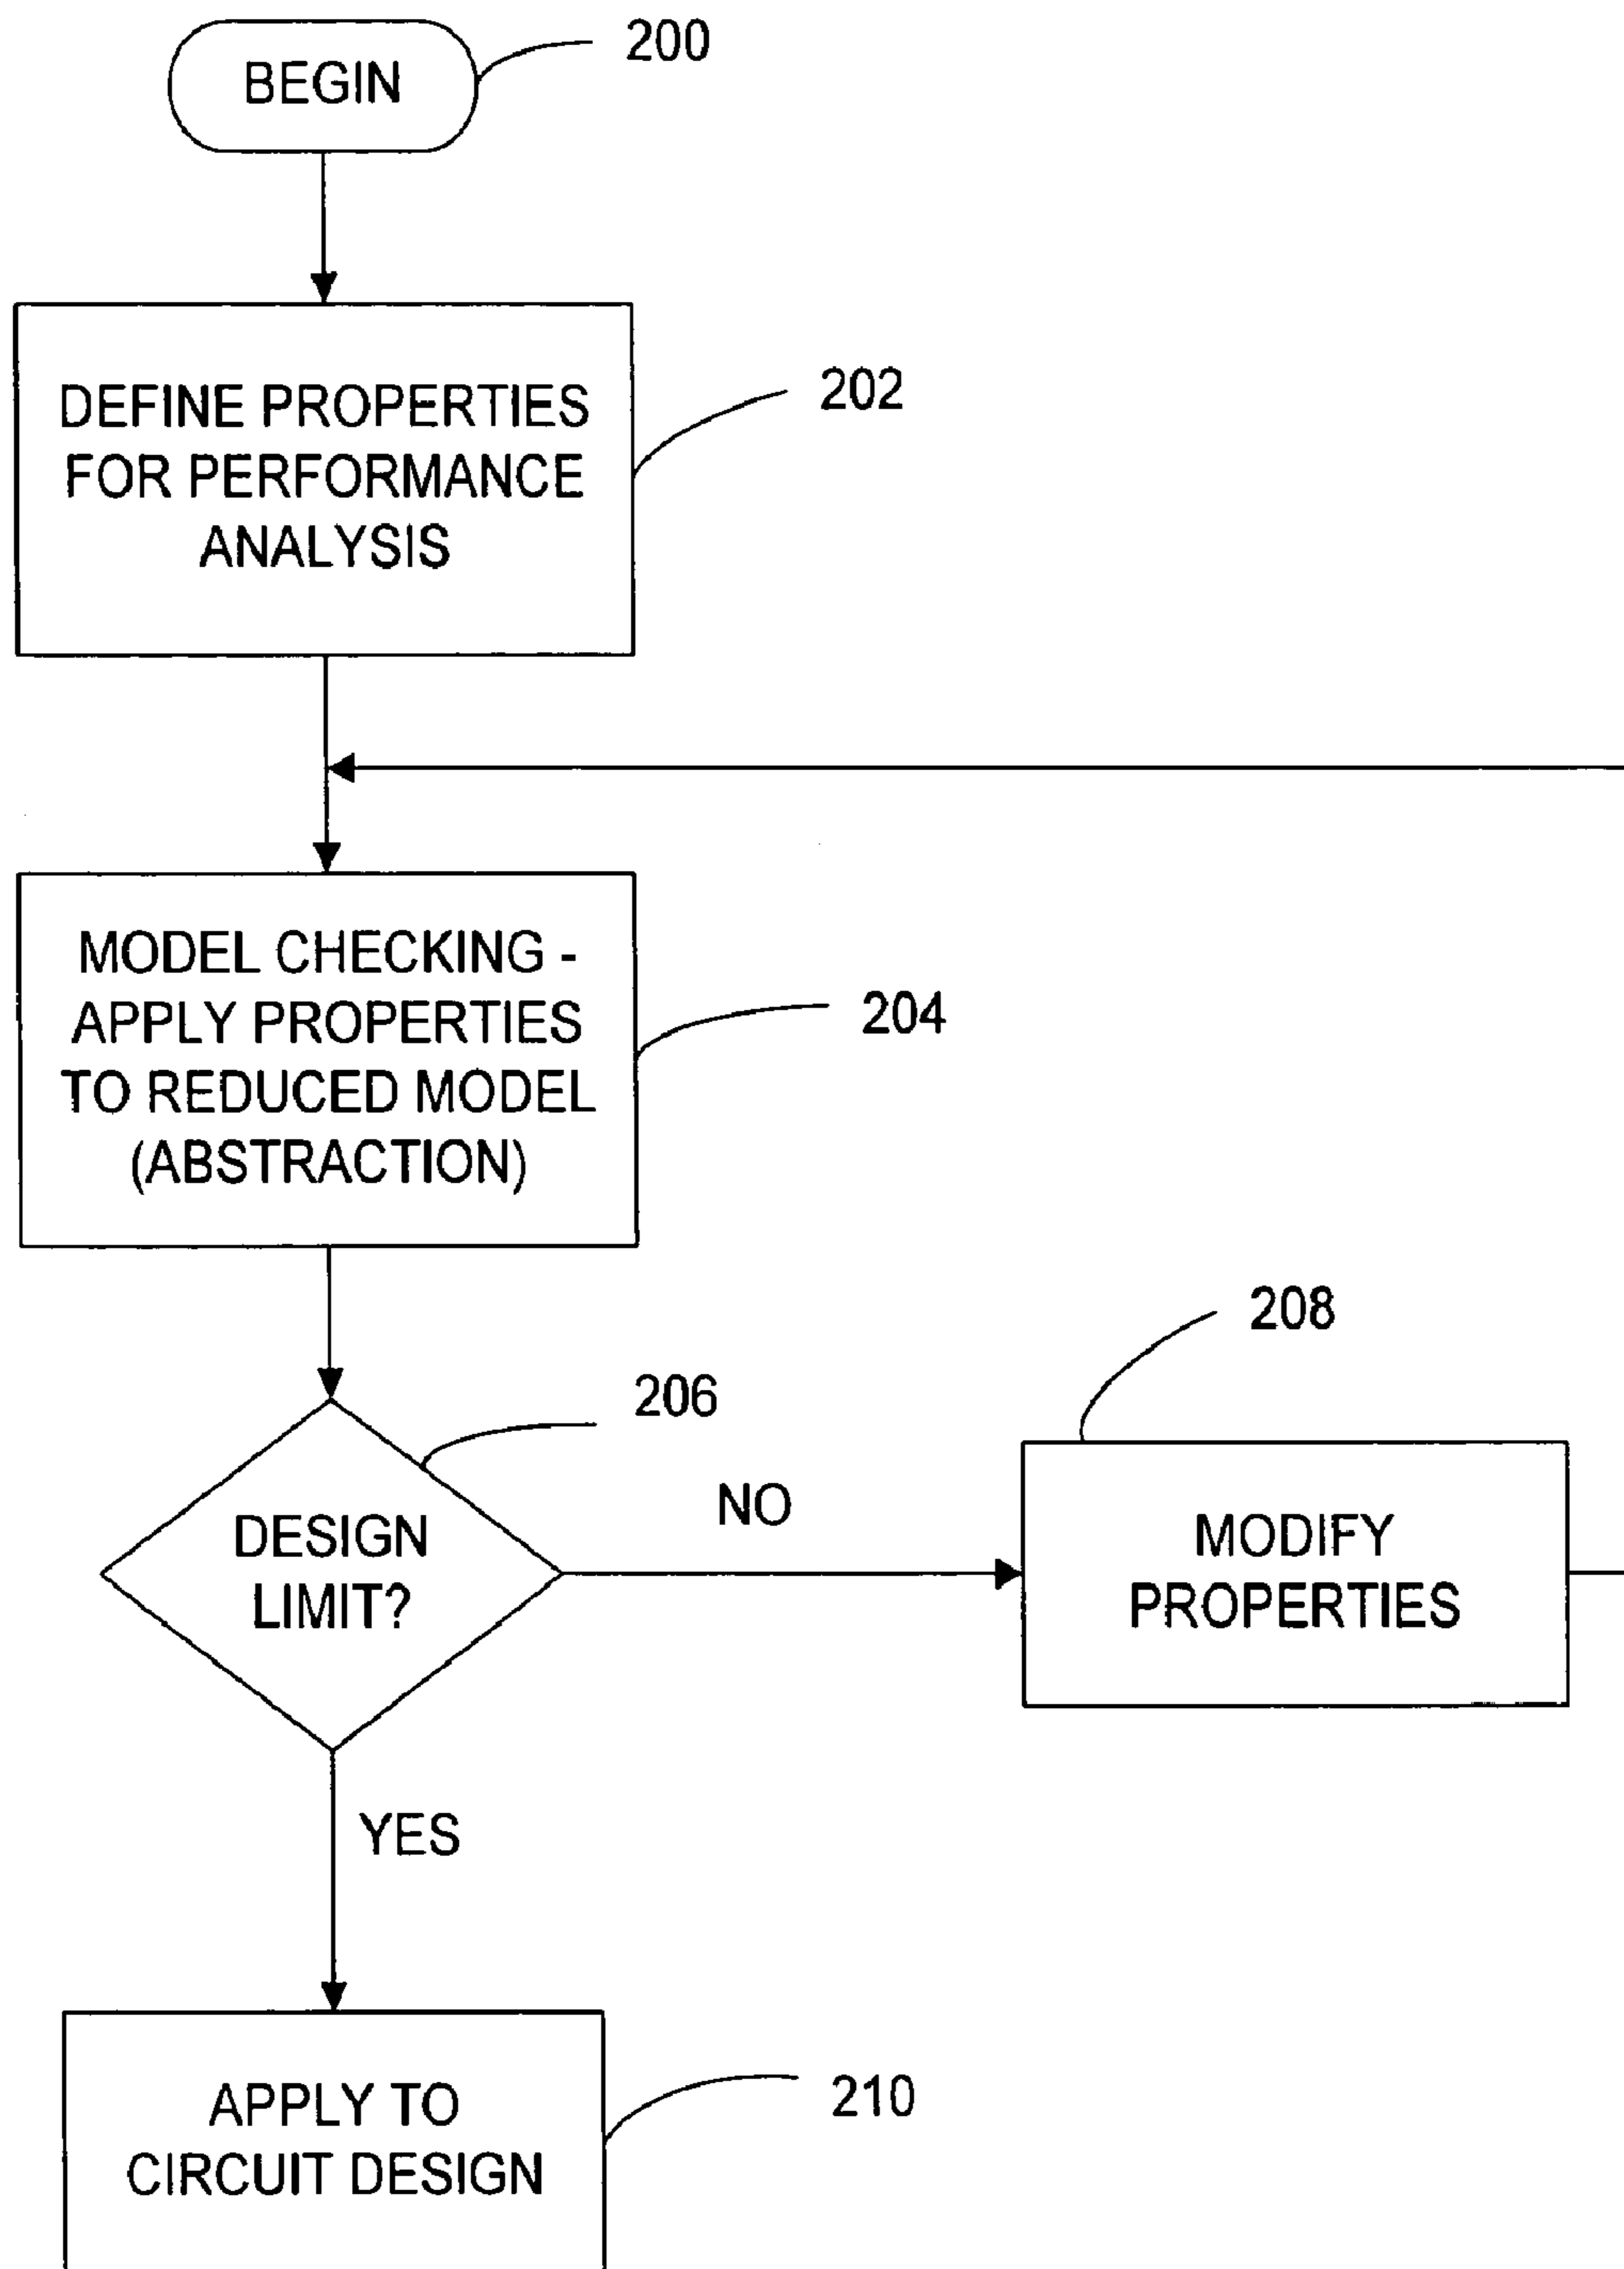 BEGIN
200
DEFINE PROPERTIES
FOR PERFORMANCE
ANALYSIS
202
MODEL CHECKING -
APPLY PROPERTIES
TO REDUCED MODEL
(ABSTRACTION)
204
DESIGN
LIMIT?
206
NO
MODIFY
PROPERTIES
208
YES
APPLY TO
CIRCUIT DESIGN
210